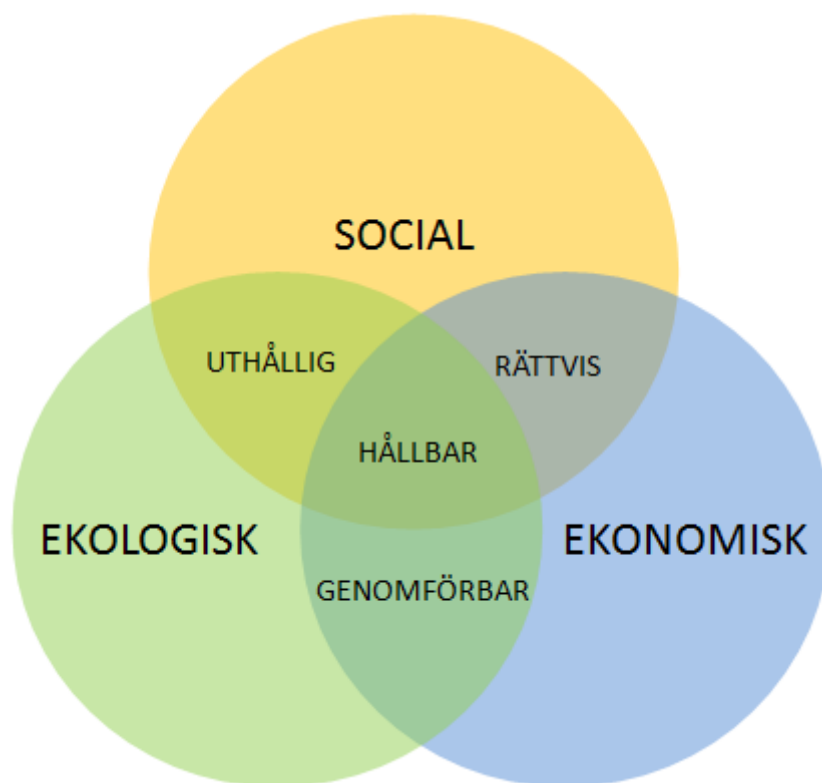 SOCIAL
UTHÅLLIG
RÄTTVIS
HÅLLBAR
EKOLOGISK
EKONOMISK
GENOMFÖRBAR